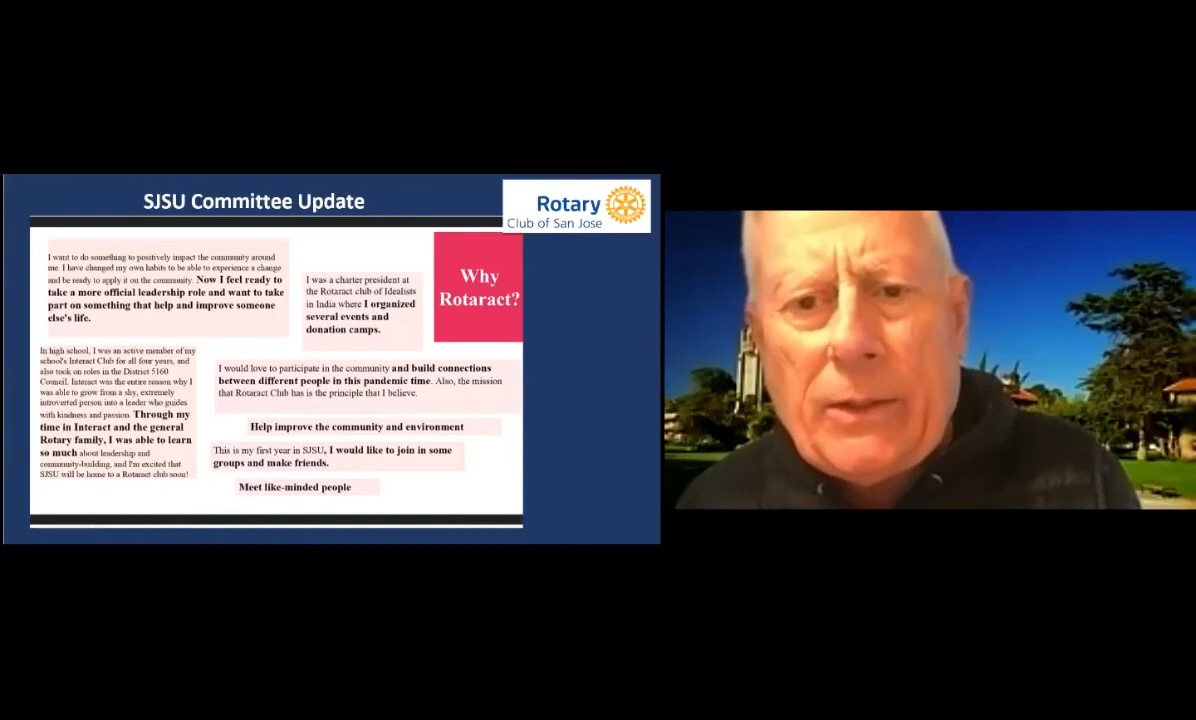 SJSU Committee Update
Rotary
Club of San Jose
I want to do something to positively impact the community around
me. I have changed my own habits to be able to experience a change
and be ready to apply it on the community. Now I feel ready to
take a more official leadership role and want to take
part on something that help and improve someone
else's life.
I was a charter president at
the Rotaract club of Idealists
in India where I organized
several events and
donation camps.
Why
Rotaract?
In high school, I was an active member of my
school's Interact Club for all four years, and
also took on roles in the District 5160
Council. Interact was the entire reason why I
was able to grow from a shy, extremely
introverted person into a leader who guides
with kindness and passion. Through my
time in Interact and the general
Rotary family, I was able to learn
so much about leadership and
community-building, and I'm excited that
SJSU will be home to a Rotaract club soon!
I would love to participate in the community and build connections
between different people in this pandemic time. Also, the mission
that Rotaract Club has is the principle that I believe.
Help improve the community and environment
This is my first year in SJSU, I would like to join in some
groups and make friends.
Meet like-minded people